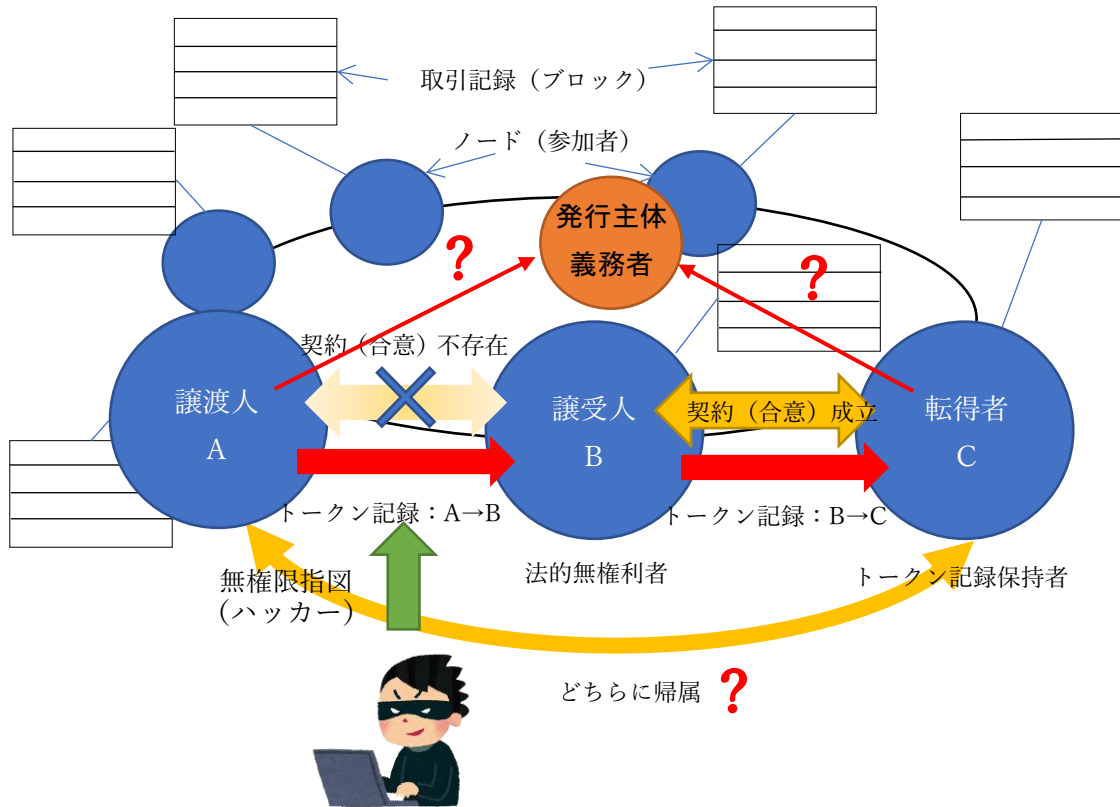 取引記録（ブロック）
ノード（参加者）
発行主体
義務者
?
?
契約（合意）不存在
譲渡人
A
譲受人
B
契約（合意）成立
転得者
C
トークン記録：A→B
トークン記録：B→C
無権限指図
（ハッカー）
法的無権利者
トークン記録保持者
どちらに帰属 ?